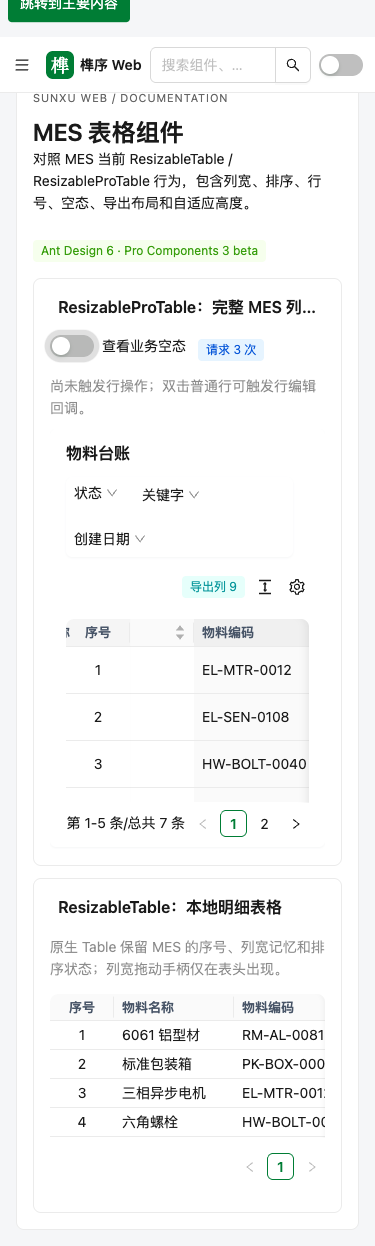 跳转到主要内容
榫 榫序 Web 搜索组件、...
SUNXU WEB / DOCUMENTATION
MES 表格组件
对照 MES 当前 ResizableTable /
ResizableProTable 行为，包含列宽、排序、行
号、空态、导出布局和自适应高度。
Ant Design 6 · Pro Components 3 beta
ResizableProTable：完整 MES 列...
查看业务空态 请求 3 次
尚未触发行操作；双击普通行可触发行编辑
回调。
物料台账
状态 关键字
创建日期
导出列 9
序号 物料编码
1 EL-MTR-0012
2 EL-SEN-0108
3 HW-BOLT-0040
第 1-5 条/总共 7 条 1 2
ResizableTable：本地明细表格
原生 Table 保留 MES 的序号、列宽记忆和排
序状态；列宽拖动手柄仅在表头出现。
序号 物料名称 物料编码
1 6061 铝型材 RM-AL-0081
2 标准包装箱 PK-BOX-000
3 三相异步电机 EL-MTR-001
4 六角螺栓 HW-BOLT-00
1